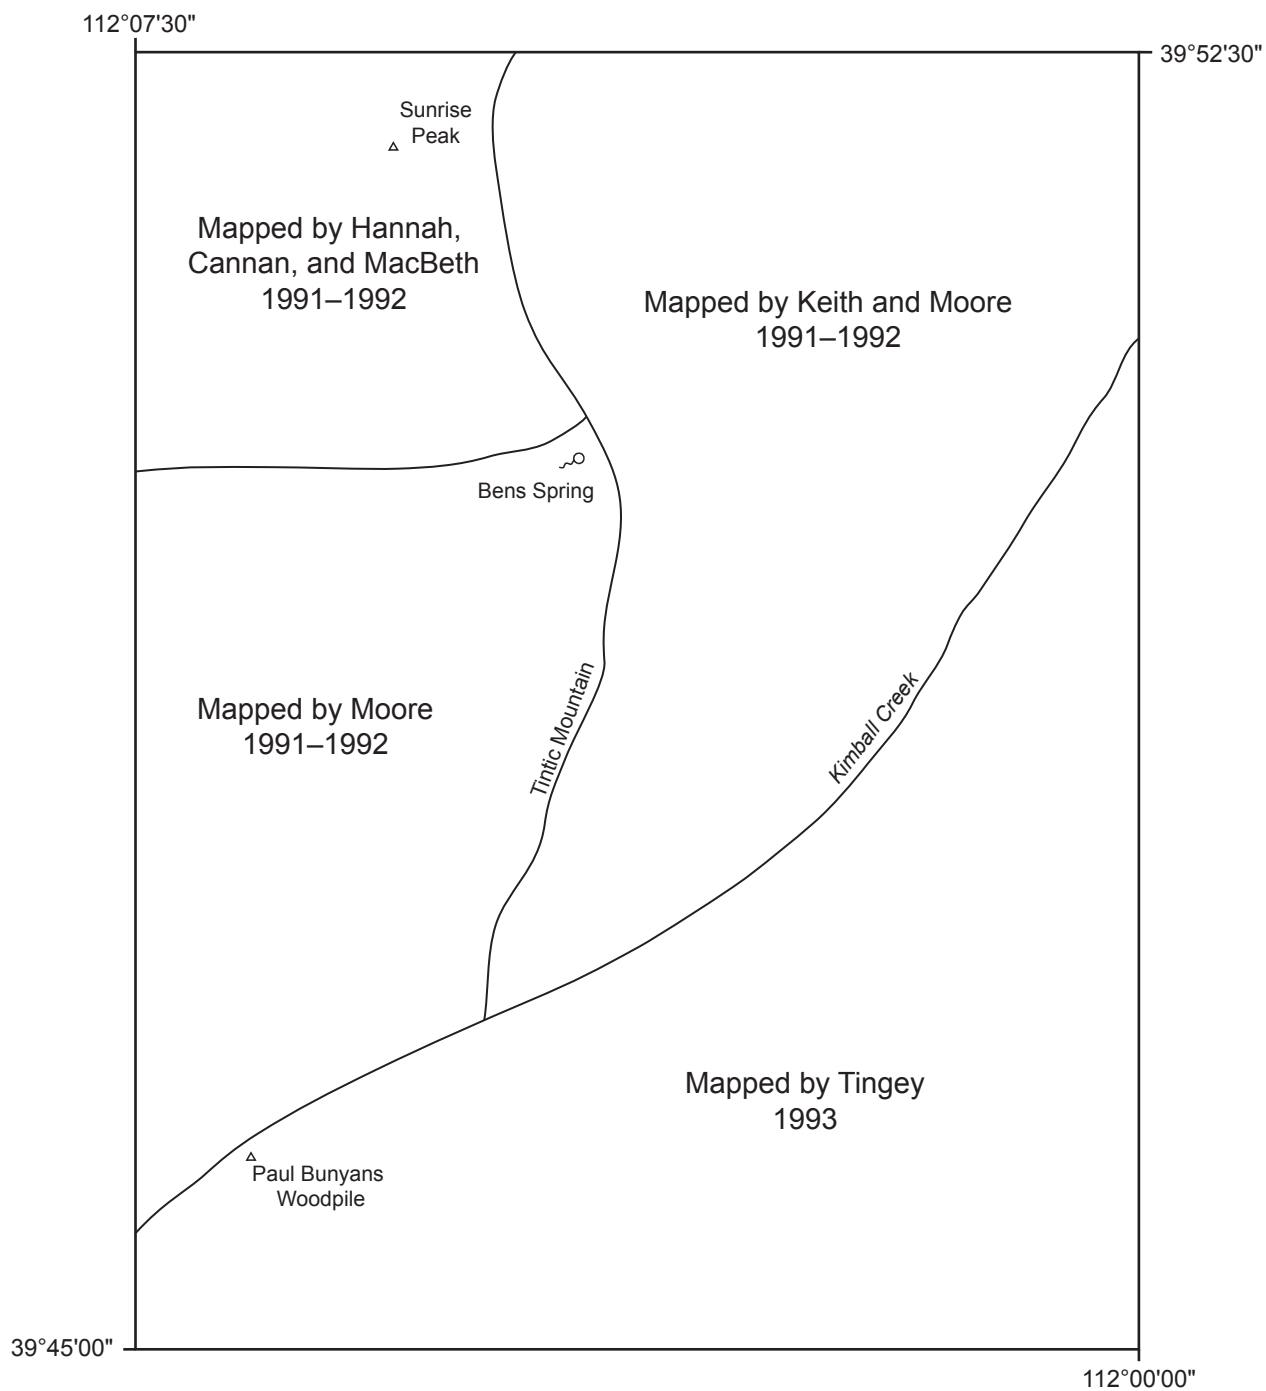 112°07'30"
39°52'30"
Sunrise
Peak
Mapped by Hannah,
Cannan, and MacBeth
1991–1992
Mapped by Keith and Moore
1991–1992
Bens Spring
Mapped by Moore
1991–1992
Tintic Mountain
Kimball Creek
Mapped by Tingey
1993
Paul Bunyans
Woodpile
39°45'00"
112°00'00"